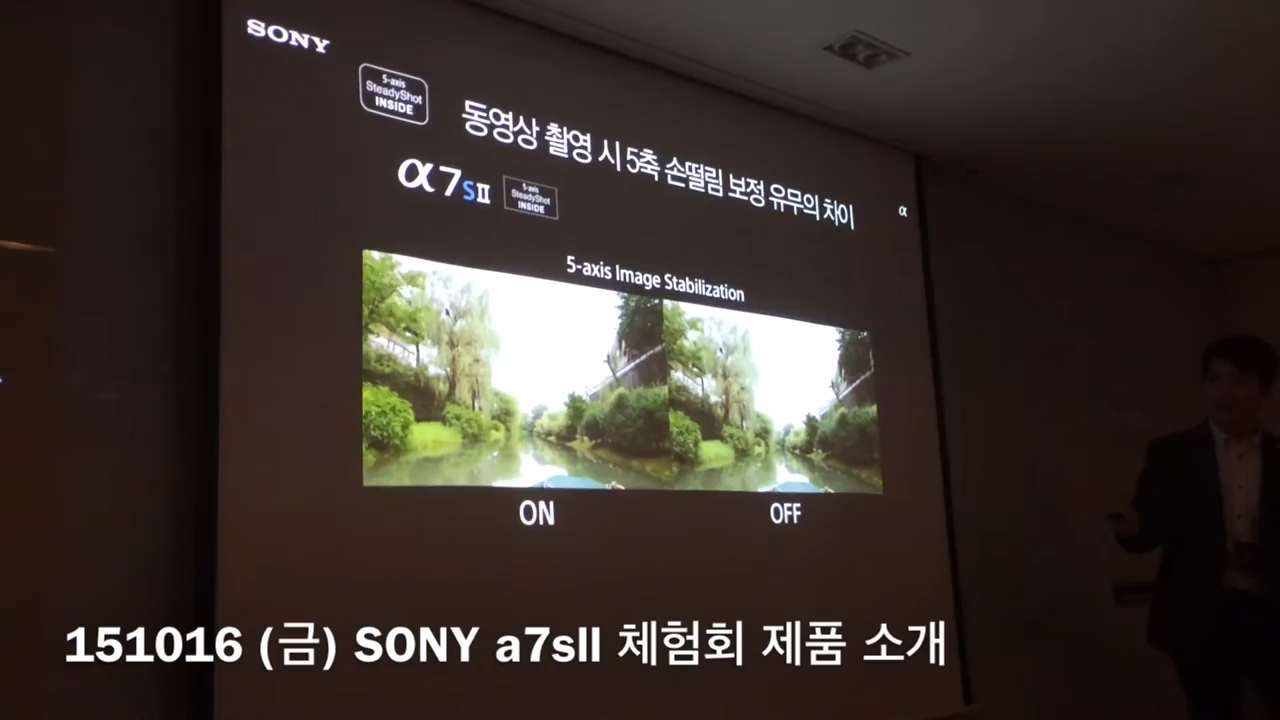 SONY
5-axis
SteadyShot
INSIDE
동영상 촬영 시 5축 손떨림 보정 유무의 차이
α7SII
5-axis
SteadyShot
INSIDE
α
5-axis Image Stabilization
ON
OFF
151016 (금) SONY a7sII 체험회 제품 소개